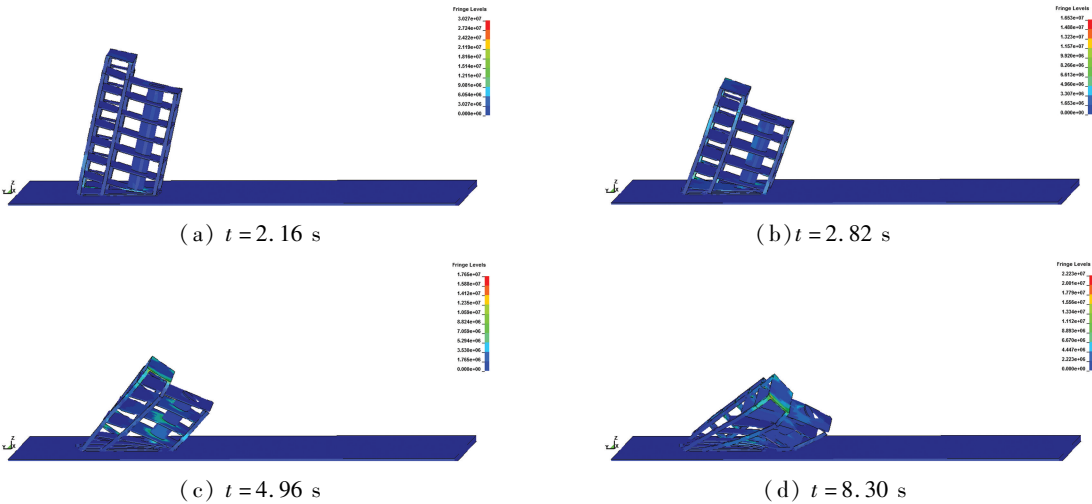 Fringe Levels
3.027e+07
2.724e+07
2.422e+07
2.119e+07
1.816e+07
1.514e+07
1.211e+07
9.081e+06
6.054e+06
3.027e+06
0.000e+00
(a) t=2.16 s
Fringe Levels
1.653e+07
1.488e+07
1.323e+07
1.157e+07
9.920e+06
8.266e+06
6.613e+06
4.960e+06
3.307e+06
1.653e+06
0.000e+00
(b)t=2.82 s
Fringe Levels
1.765e+07
1.588e+07
1.412e+07
1.235e+07
1.059e+07
8.824e+06
7.059e+06
5.294e+06
3.530e+06
1.765e+06
0.000e+00
(c) t=4.96 s
Fringe Levels
2.223e+07
2.001e+07
1.779e+07
1.556e+07
1.334e+07
1.112e+07
8.893e+06
6.670e+06
4.447e+06
2.223e+06
0.000e+00
(d) t=8.30 s